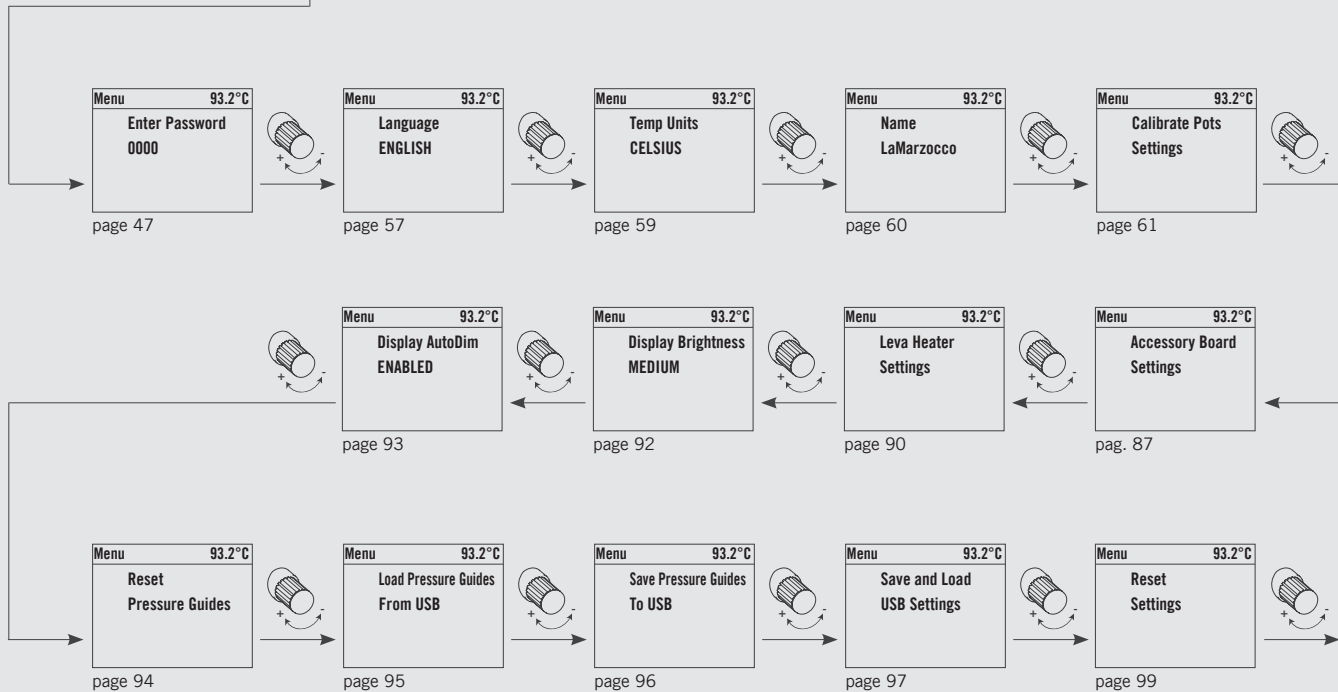 Menu 93.2°C
Enter Password
0000
+ -
page 47
Menu 93.2°C
Language
ENGLISH
+ -
page 57
Menu 93.2°C
Temp Units
CELSIUS
+ -
page 59
Menu 93.2°C
Name
LaMarzocco
+ -
page 60
Menu 93.2°C
Calibrate Pots
Settings
+ -
page 61
+ -
Menu 93.2°C
Display AutoDim
ENABLED
+ -
page 93
Menu 93.2°C
Display Brightness
MEDIUM
+ -
page 92
Menu 93.2°C
Leva Heater
Settings
+ -
page 90
Menu 93.2°C
Accessory Board
Settings
pag. 87
Menu 93.2°C
Reset
Pressure Guides
+ -
page 94
Menu 93.2°C
Load Pressure Guides
From USB
+ -
page 95
Menu 93.2°C
Save Pressure Guides
To USB
+ -
page 96
Menu 93.2°C
Save and Load
USB Settings
+ -
page 97
Menu 93.2°C
Reset
Settings
+ -
page 99